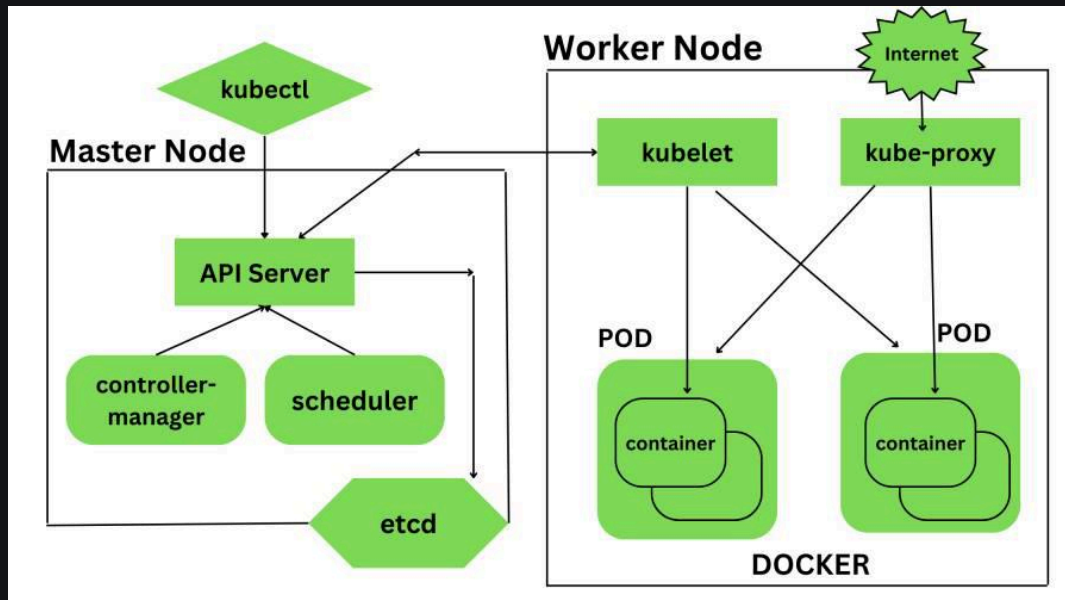 kubectl
Master Node
API Server
controller-
manager
scheduler
etcd
Worker Node
Internet
kubelet
kube-proxy
POD
POD
container
container
DOCKER